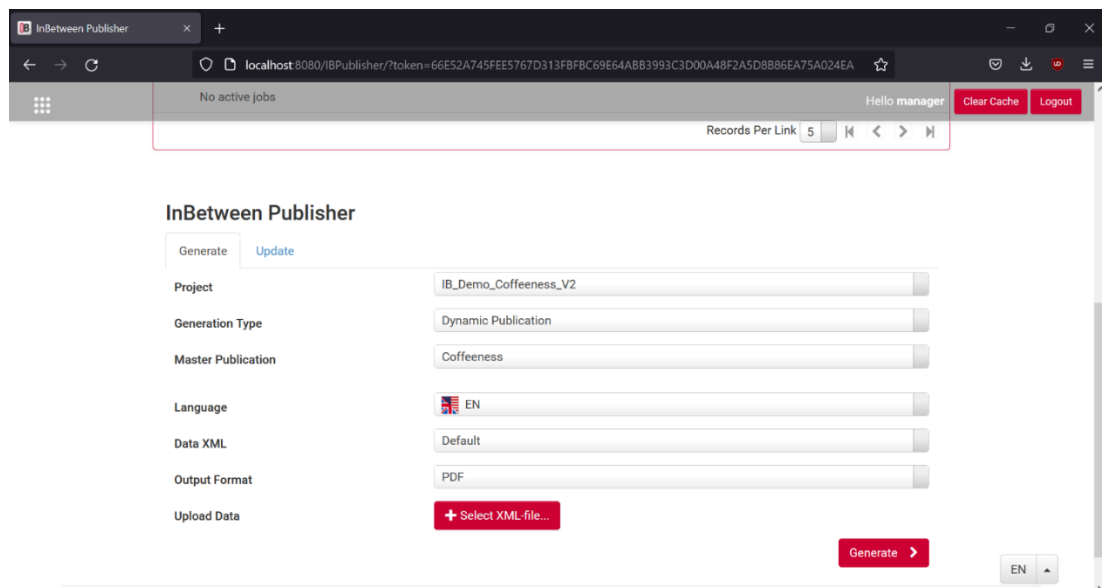 InBetween Publisher
localhost:8080/IBPublisher/?token=66E52A745FEE5767D313FBFBC69E64ABB3993C3D00A48F2A5D8B86EA75A024EA
No active jobs
Hello manager
Clear Cache
Logout
Records Per Link 5
InBetween Publisher
Generate Update
Project IB_Demo_Coffeeness_V2
Generation Type Dynamic Publication
Master Publication Coffeeness
Language EN
Data XML Default
Output Format PDF
Upload Data + Select XML-file...
Generate
EN